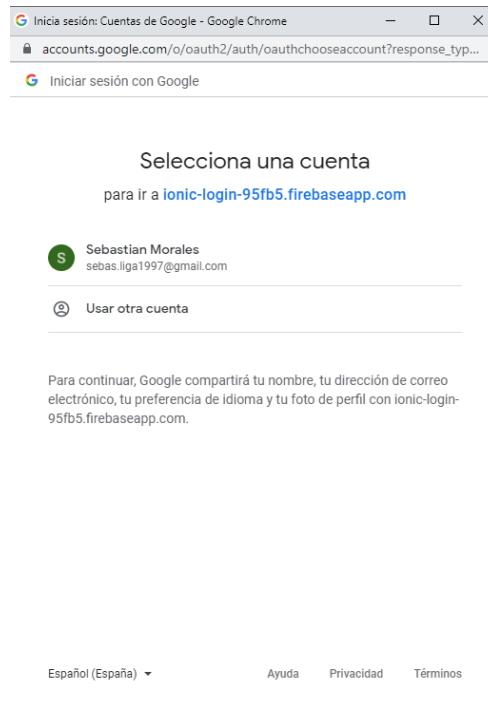 Inicia sesión: Cuentas de Google - Google Chrome
accounts.google.com/o/oauth2/auth/oauthchooseaccount?response_typ...
Iniciar sesión con Google
Selecciona una cuenta
para ir a ionic-login-95fb5.firebaseapp.com
S
Sebastian Morales
sebas.liga1997@gmail.com
Usar otra cuenta
Para continuar, Google compartirá tu nombre, tu dirección de correo
electrónico, tu preferencia de idioma y tu foto de perfil con ionic-login-
95fb5.firebaseapp.com.
Español (España) Ayuda Privacidad Términos